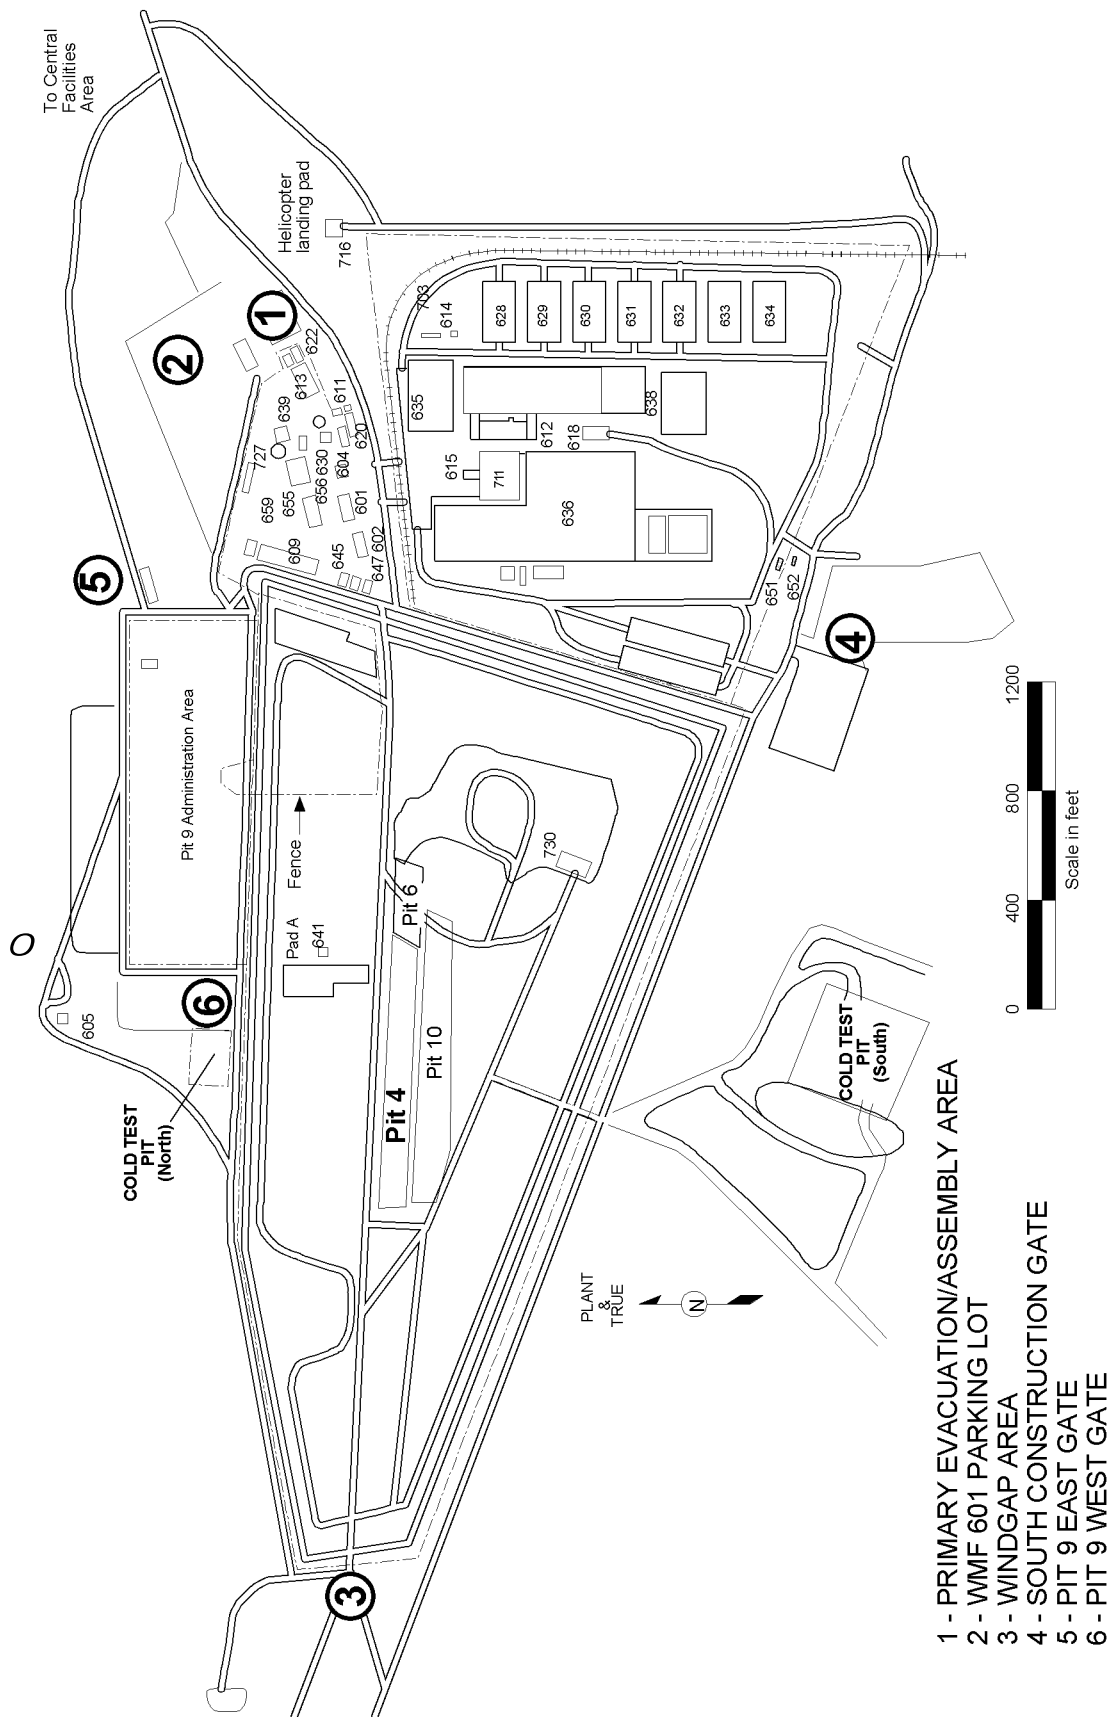 To Central
Facilities
Area
Helicopter
landing pad
716
703
614
628
629
630
631
632
633
634
635
638
612
618
615
711
636
651
652
622
613
611
639
620
630
604
727
656
655
601
659
602
609
645
647
Pit 9 Administration Area
Fence
Pad A
641
Pit 6
730
Pit 10
Pit 4
605
O
COLD TEST
PIT
(North)
COLD TEST
PIT
(South)
PLANT
&
TRUE
N
1
2
3
4
5
6
0
400
800
1200
Scale in feet
1 - PRIMARY EVACUATION/ASSEMBLY AREA
2 - WMF 601 PARKING LOT
3 - WINDGAP AREA
4 - SOUTH CONSTRUCTION GATE
5 - PIT 9 EAST GATE
6 - PIT 9 WEST GATE